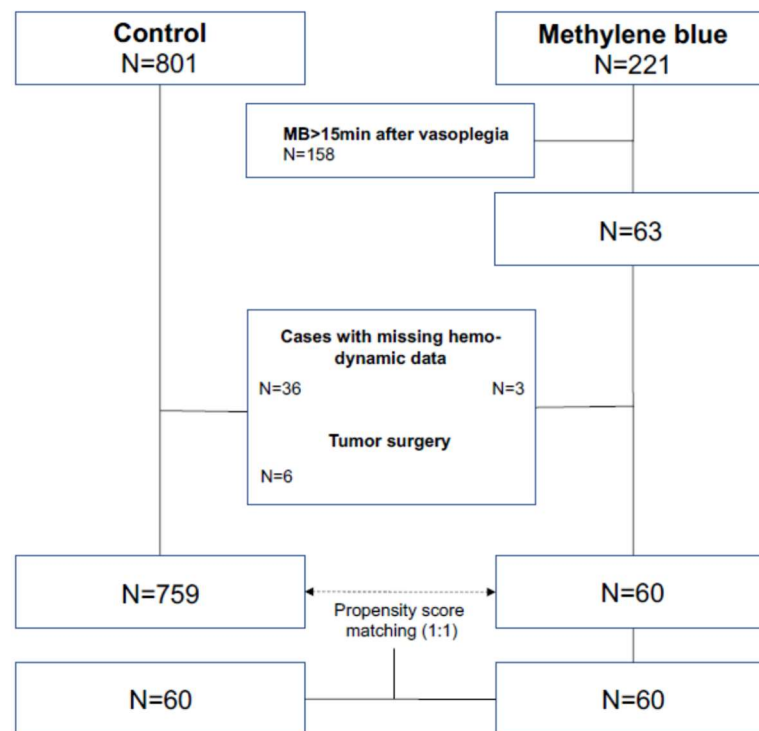 Control
N=801
Methylene blue
N=221
MB>15min after vasoplegia
N=158
N=63
Cases with missing hemo-
dynamic data
N=36 N=3
Tumor surgery
N=6
N=759
N=60
Propensity score
matching (1:1)
N=60
N=60